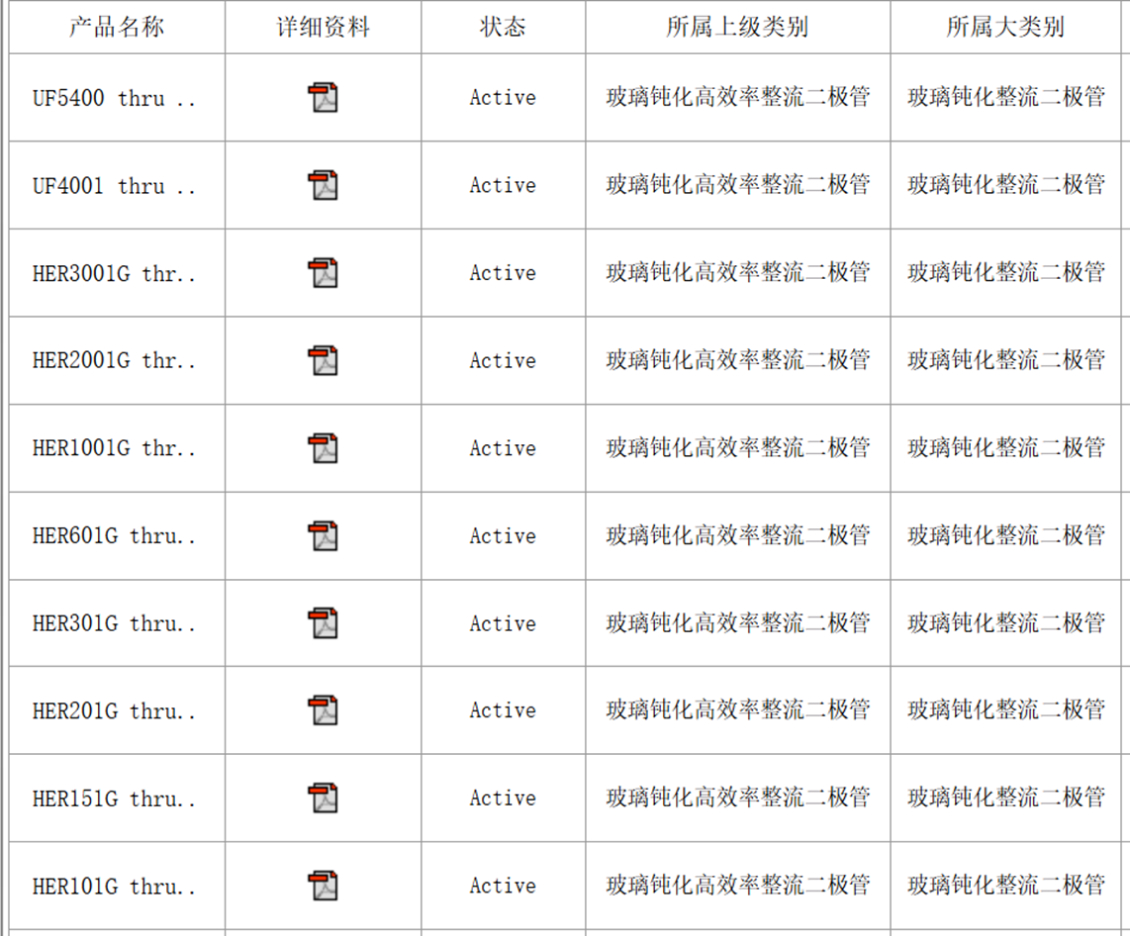 产品名称 详细资料 状态 所属上级类别 所属大类别
UF5400 thru .. Active 玻璃钝化高效率整流二极管 玻璃钝化整流二极管
UF4001 thru .. Active 玻璃钝化高效率整流二极管 玻璃钝化整流二极管
HER3001G thr.. Active 玻璃钝化高效率整流二极管 玻璃钝化整流二极管
HER2001G thr.. Active 玻璃钝化高效率整流二极管 玻璃钝化整流二极管
HER1001G thr.. Active 玻璃钝化高效率整流二极管 玻璃钝化整流二极管
HER601G thru.. Active 玻璃钝化高效率整流二极管 玻璃钝化整流二极管
HER301G thru.. Active 玻璃钝化高效率整流二极管 玻璃钝化整流二极管
HER201G thru.. Active 玻璃钝化高效率整流二极管 玻璃钝化整流二极管
HER151G thru.. Active 玻璃钝化高效率整流二极管 玻璃钝化整流二极管
HER101G thru.. Active 玻璃钝化高效率整流二极管 玻璃钝化整流二极管